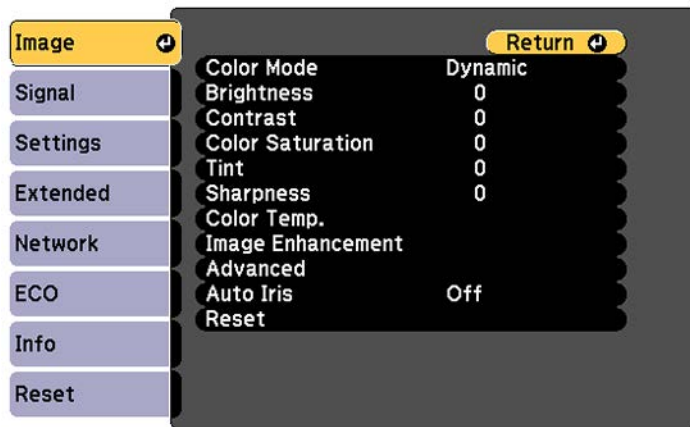 Image
Signal
Settings
Extended
Network
ECO
Info
Reset
Return
Color Mode Dynamic
Brightness 0
Contrast 0
Color Saturation 0
Tint 0
Sharpness 0
Color Temp.
Image Enhancement
Advanced
Auto Iris Off
Reset